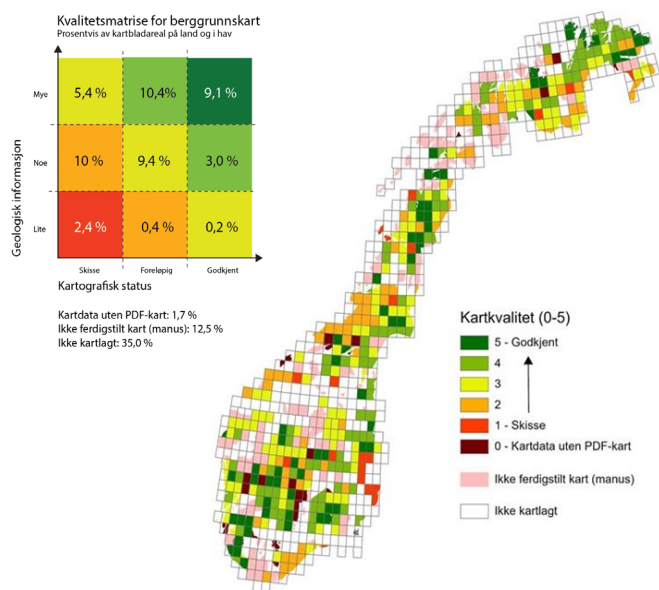 Kvalitetsmatrise for berggrunnskart
Prosentvis av kartbladareal på land og i hav
Geologisk informasjon
Mye
5,4 %
10,4%
9,1 %
Noe
10 %
9,4 %
3,0 %
Lite
2,4 %
0,4 %
0,2 %
Skisse
Foreløpig
Godkjent
Kartografisk status
Kartdata uten PDF-kart: 1,7 %
Ikke ferdigstilt kart (manus): 12,5 %
Ikke kartlagt: 35,0 %
Kartkvalitet (0-5)
5 - Godkjent
4
3
2
1 - Skisse
0 - Kartdata uten PDF-kart
Ikke ferdigstilt kart (manus)
Ikke kartlagt